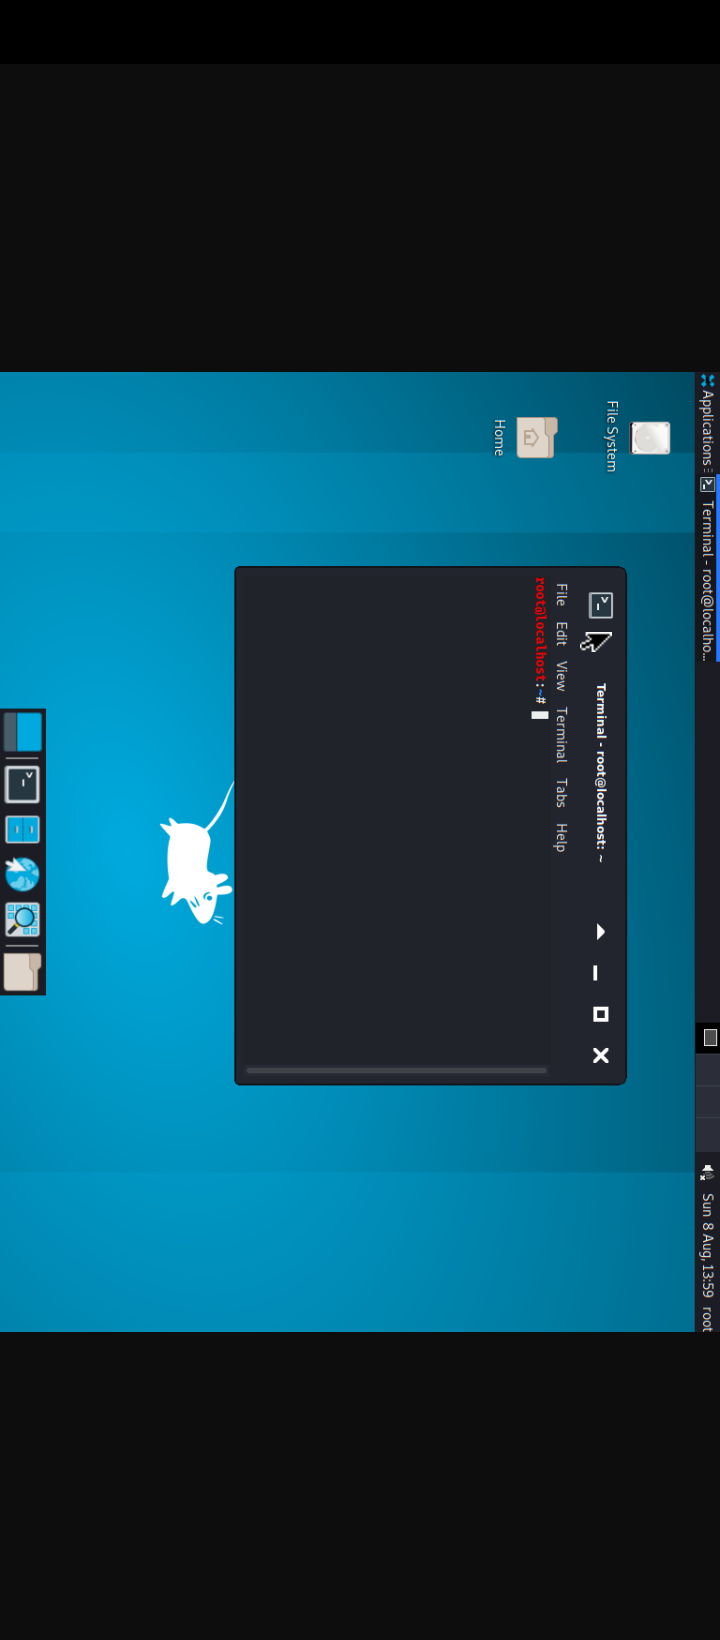 Applications :
Terminal - root@localho...
Sun 8 Aug, 13:59
root
File System
Home
Terminal - root@localhost: ~
File Edit View Terminal Tabs Help
root@localhost:~#